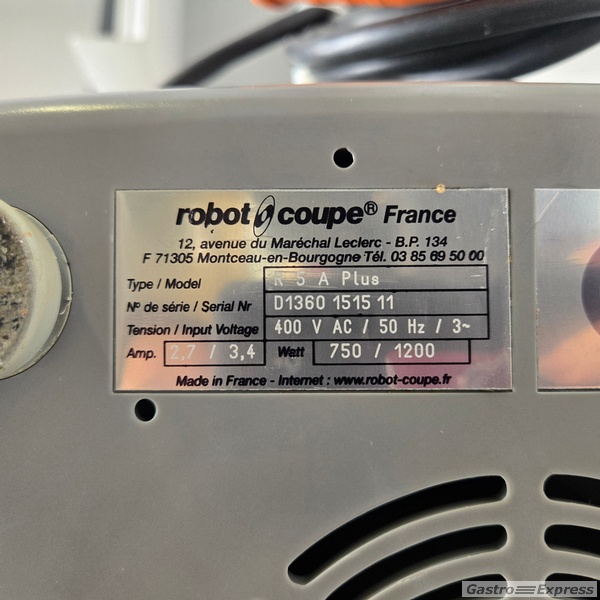 robot coupe® France
12, avenue du Maréchal Leclerc - B.P. 134
F 71305 Montceau-en-Bourgogne Tél. 03 85 69 50 00
Type / Model R 5 A Plus
Nº de série / Serial Nr D1360 1515 11
Tension / Input Voltage 400 V AC / 50 Hz / 3~
Amp. 2,7 / 3,4 Watt 750 / 1200
Made in France - Internet : www.robot-coupe.fr
Gastro Express